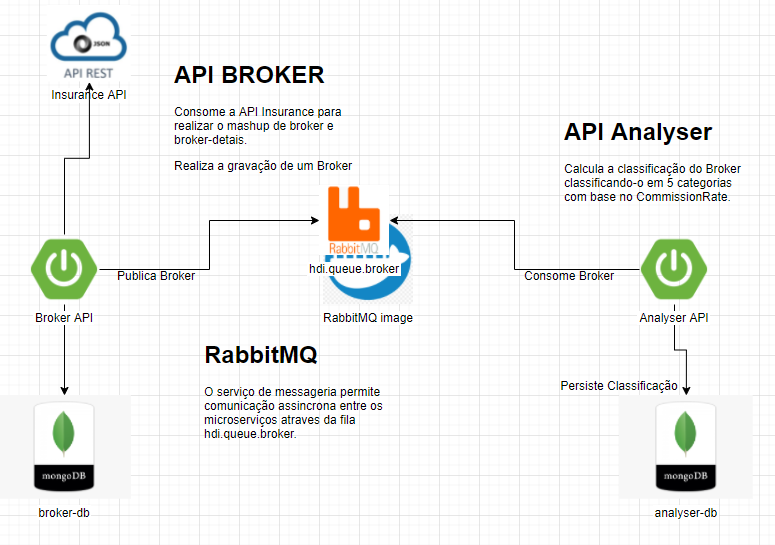 JSON
API REST
Insurance API
API BROKER
Consome a API Insurance para
realizar o mashup de broker e
broker-detais.
Realiza a gravação de um Broker
API Analyser
Calcula a classificação do Broker
classificando-o em 5 categorias
com base no CommissionRate.
RabbitMQ
hdi.queue.broker
Publica Broker
Consome Broker
Broker API
RabbitMQ image
Analyser API
RabbitMQ
O serviço de messageria permite
comunicação assincrona entre os
microserviços atraves da fila
hdi.queue.broker.
Persiste Classificação
mongoDB
broker-db
mongoDB
analyser-db